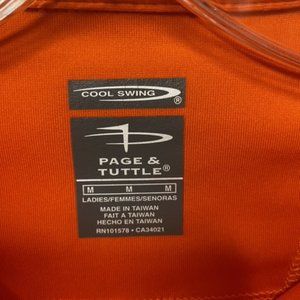 COOL SWING ®
PAGE &
TUTTLE®
M M M
LADIES/FEMMES/SENORAS
MADE IN TAIWAN
FAIT A TAIWAN
HECHO EN TAIWAN
RN101578 • CA34021